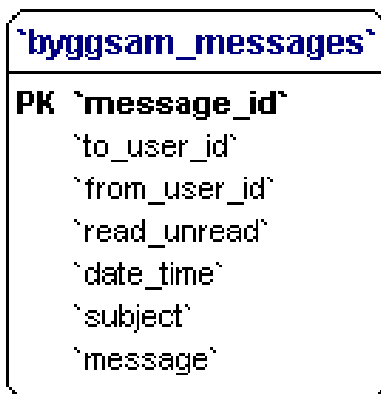 `byggsam_messages`
PK `message_id`
`to_user_id`
`from_user_id`
`read_unread`
`date_time`
`subject`
`message`